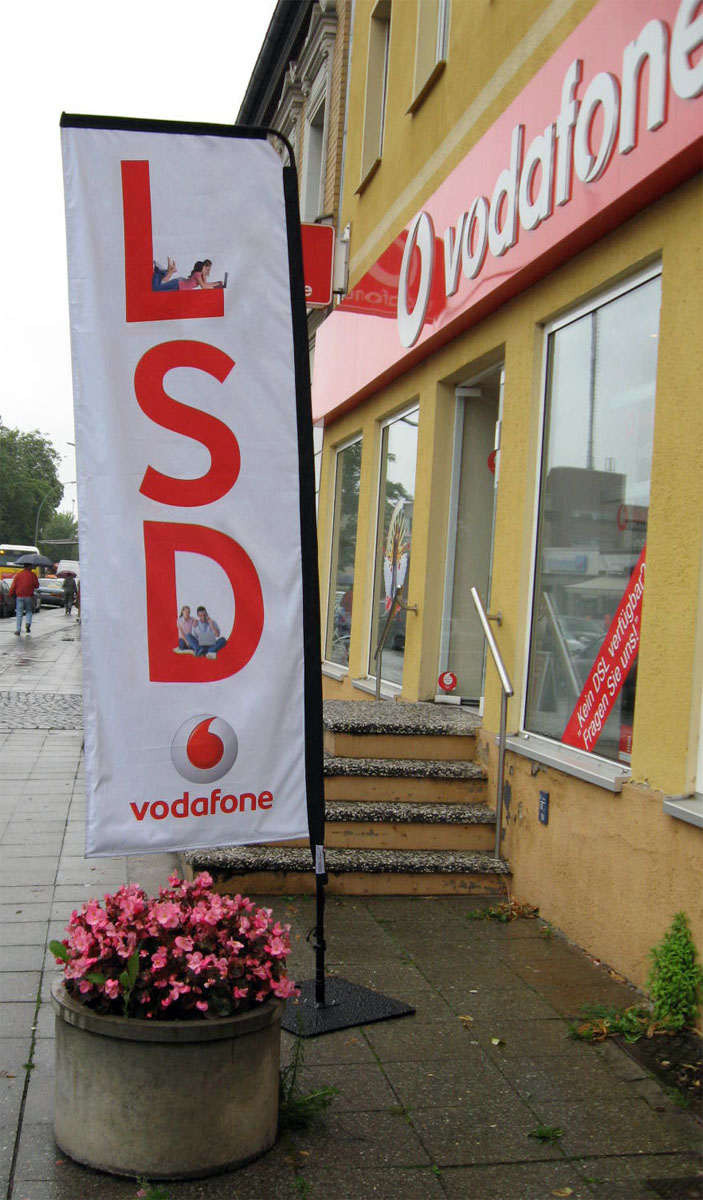 L
S
D
vodafone
vodafone
"Kein DSL verfügbar?
Fragen Sie uns!"